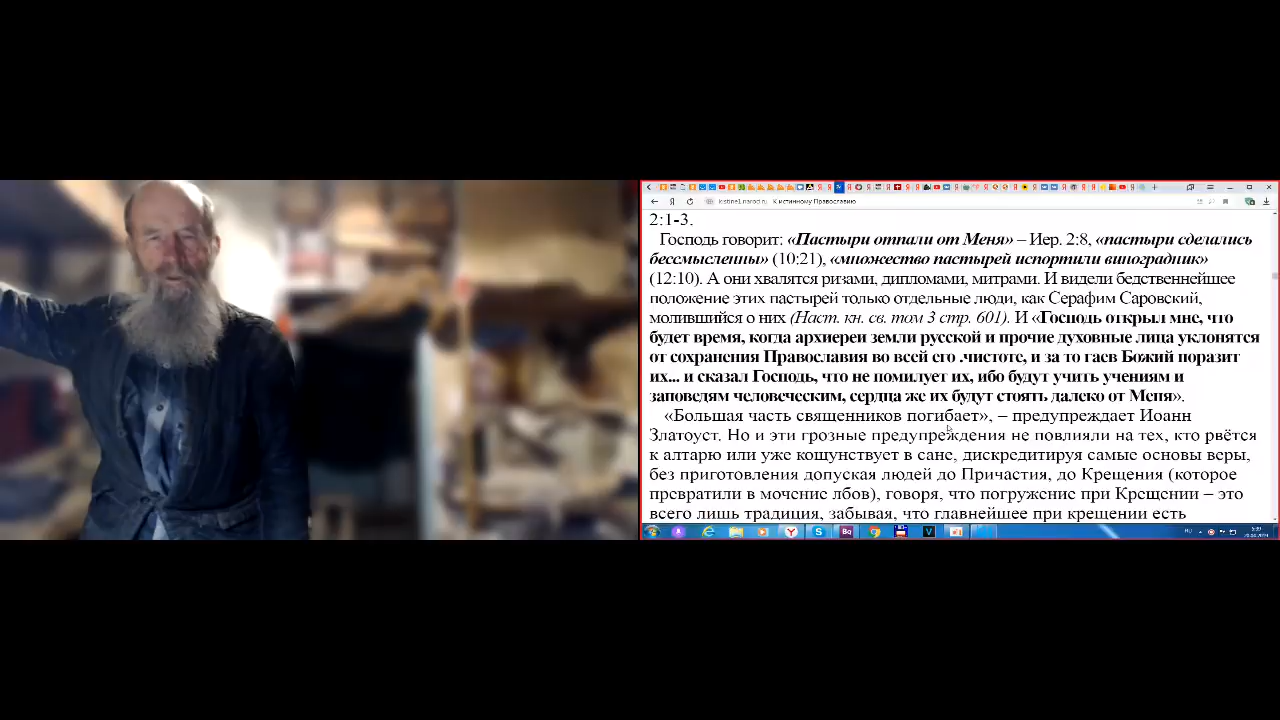 k.istine1.narod.ru К истинному Православию
2:1-3.
Господь говорит: «Пастыри отпали от Меня» – Иер. 2:8, «пастыри сделались
бессмысленны» (10:21), «множество пастырей испортили виноградник»
(12:10). А они хвалятся ризами, дипломами, митрами. И видели бедственнейшее
положение этих пастырей только отдельные люди, как Серафим Саровский,
молившийся о них (Наст. кн. св. том 3 стр. 601). И «Господь открыл мне, что
будет время, когда архиереи земли русской и прочие духовные лица уклонятся
от сохранения Православия во всей его .чистоте, и за то гнев Божий поразит
их... и сказал Господь, что не помилует их, ибо будут учить учениям и
заповедям человеческим, сердца же их будут стоять далеко от Меня».
«Большая часть священников погибает», – предупреждает Иоанн
Златоуст. Но и эти грозные предупреждения не повлияли на тех, кто рвётся
к алтарю или уже кощунствует в сане, дискредитируя самые основы веры,
без приготовления допуская людей до Причастия, до Крещения (которое
превратили в мочение лбов), говоря, что погружение при Крещении – это
всего лишь традиция, забывая, что главнейшее при крещении есть
RU